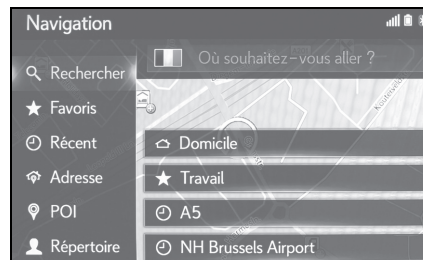 Navigation
Où souhaitez-vous aller ?
Rechercher
Favoris
Récent
Domicile
Adresse
Travail
POI
A5
Répertoire
NH Brussels Airport